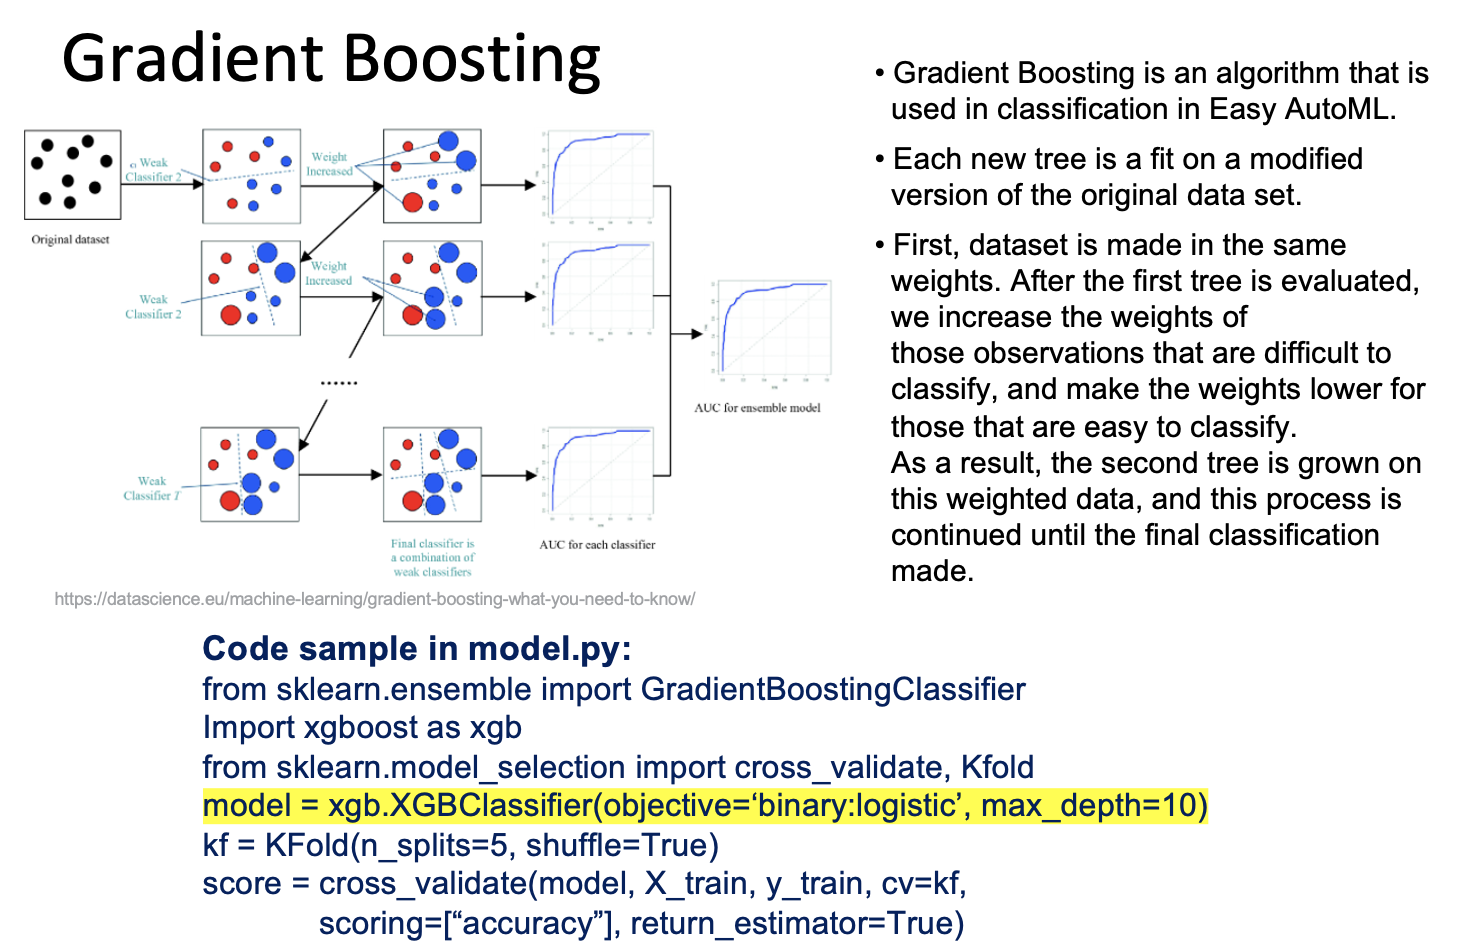 Gradient Boosting
Original dataset
Weak
Classifier 2
Weight
Increased
Weak
Classifier 2
Weight
Increased
......
Weak
Classifier T
Final classifier is
a combination of
weak classifiers
AUC for each classifier
AUC for ensemble model
https://datascience.eu/machine-learning/gradient-boosting-what-you-need-to-know/
• Gradient Boosting is an algorithm that is
used in classification in Easy AutoML.
• Each new tree is a fit on a modified
version of the original data set.
• First, dataset is made in the same
weights. After the first tree is evaluated,
we increase the weights of
those observations that are difficult to
classify, and make the weights lower for
those that are easy to classify.
As a result, the second tree is grown on
this weighted data, and this process is
continued until the final classification
made.
Code sample in model.py:
from sklearn.ensemble import GradientBoostingClassifier
Import xgboost as xgb
from sklearn.model_selection import cross_validate, Kfold
model = xgb.XGBClassifier(objective=‘binary:logistic’, max_depth=10)
kf = KFold(n_splits=5, shuffle=True)
score = cross_validate(model, X_train, y_train, cv=kf,
scoring=[“accuracy”], return_estimator=True)